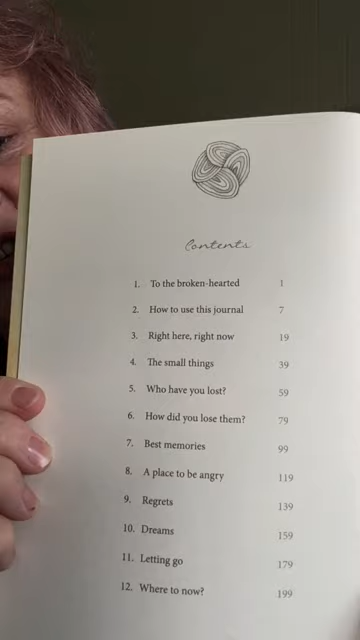 Contents
1. To the broken-hearted 1
2. How to use this journal 7
3. Right here, right now 19
4. The small things 39
5. Who have you lost? 59
6. How did you lose them? 79
7. Best memories 99
8. A place to be angry 119
9. Regrets 139
10. Dreams 159
11. Letting go 179
12. Where to now? 199